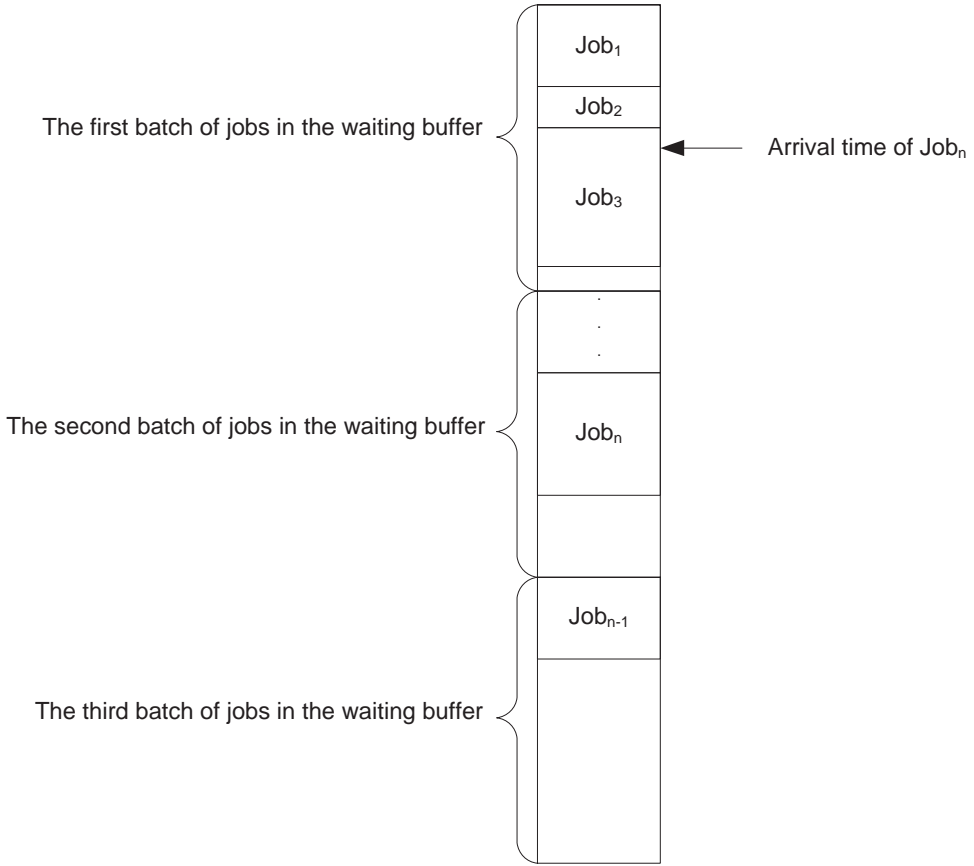 Job₁
The first batch of jobs in the waiting buffer
Job₂
Arrival time of Jobₙ
Job₃
.
.
.
The second batch of jobs in the waiting buffer
Jobₙ
Jobₙ₋₁
The third batch of jobs in the waiting buffer